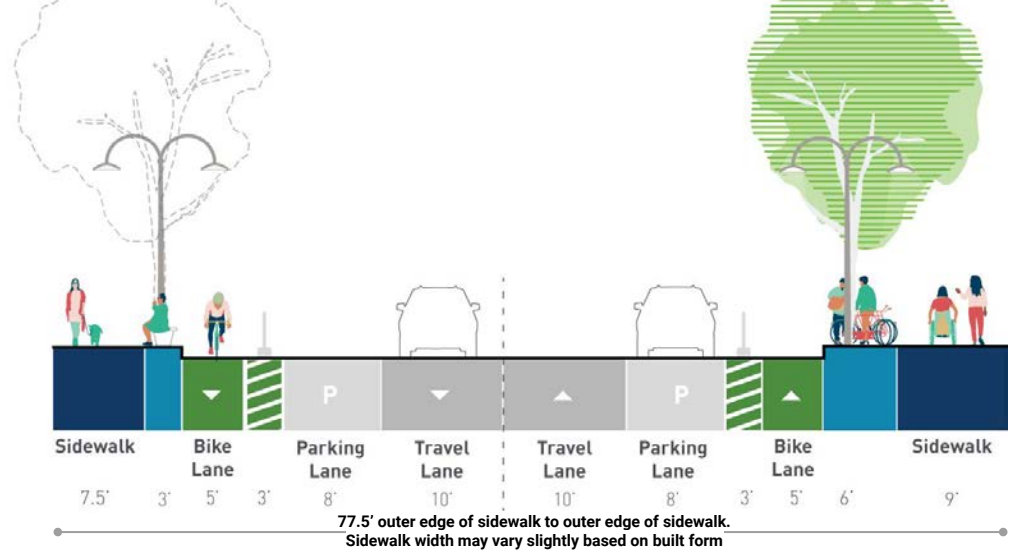 P
P
Sidewalk
Bike
Lane
Parking
Lane
Travel
Lane
Travel
Lane
Parking
Lane
Bike
Lane
Sidewalk
7.5' 3' 5' 3' 8' 10' 10' 8' 3' 5' 6' 9'
77.5’ outer edge of sidewalk to outer edge of sidewalk.
Sidewalk width may vary slightly based on built form